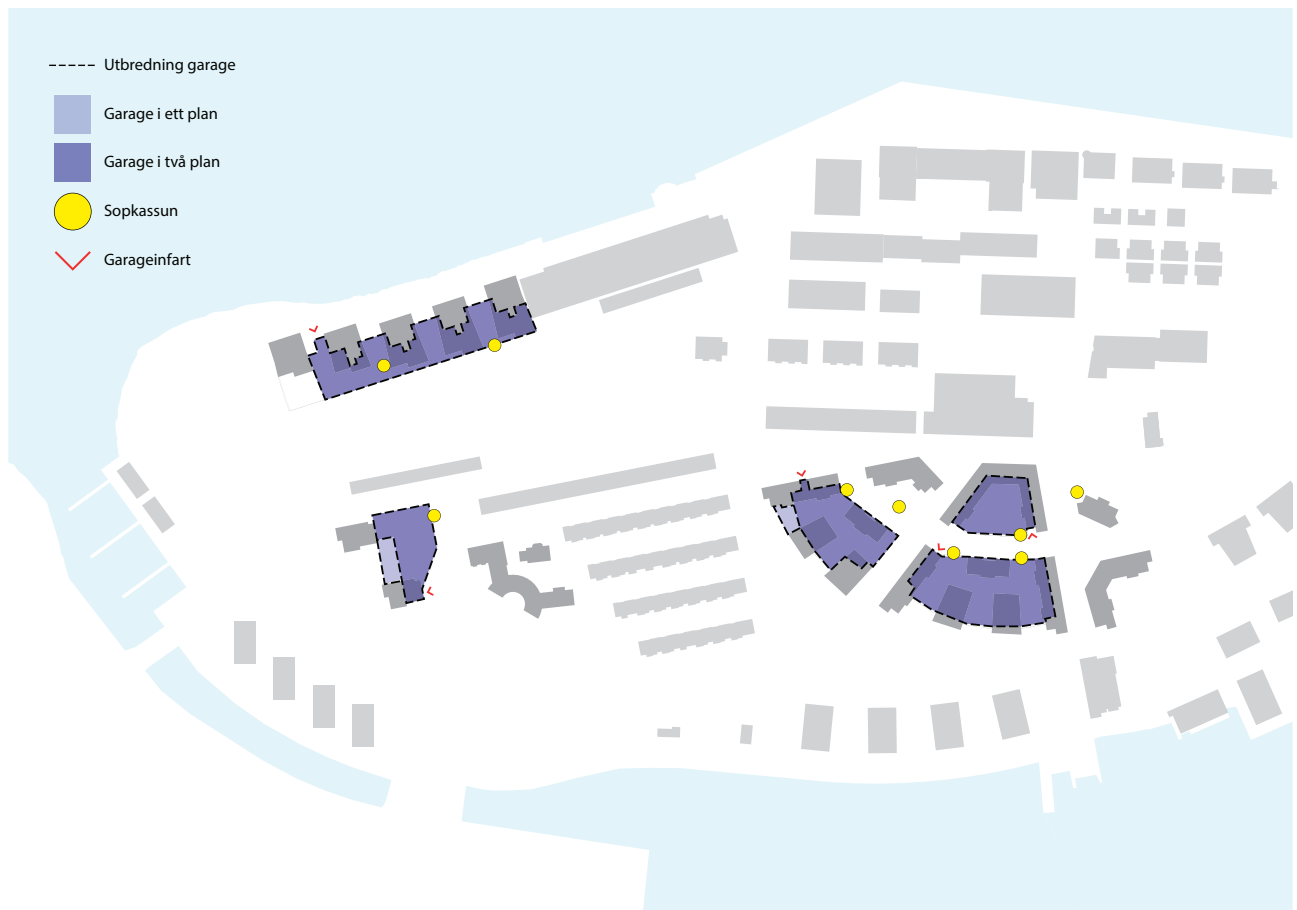 Utbredning garage
Garage i ett plan
Garage i två plan
Sopkassun
Garageinfart